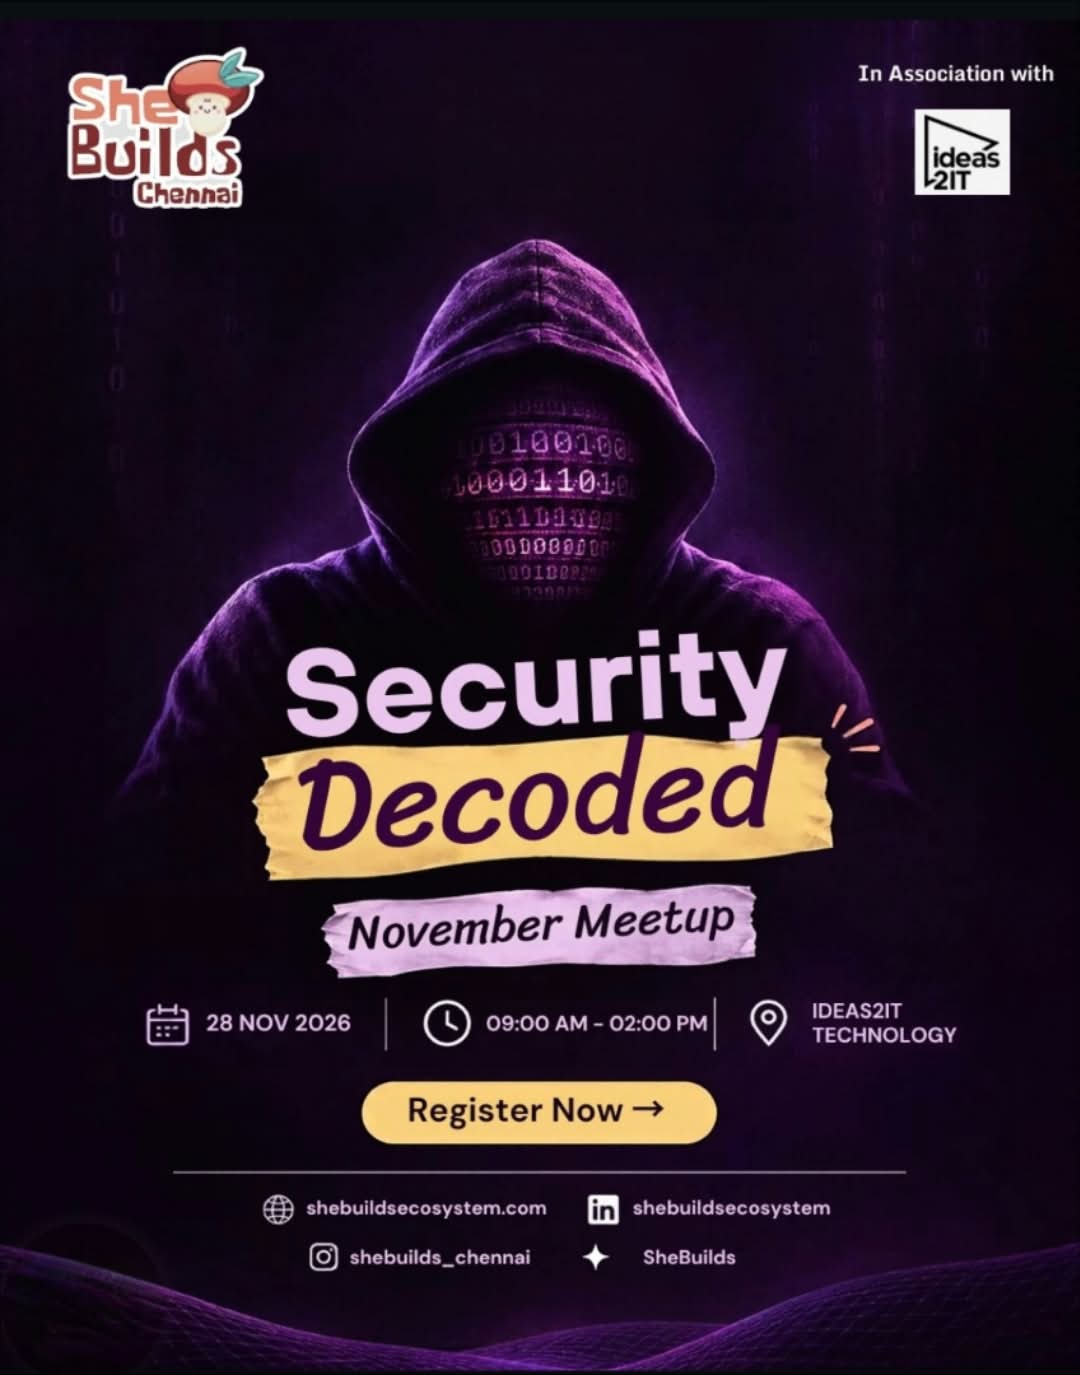 She
Builds
Chennai
In Association with
ideas
2IT
Security
Decoded
November Meetup
28 NOV 2026
09:00 AM - 02:00 PM
IDEAS2IT
TECHNOLOGY
Register Now →
shebuildsecosystem.com
in shebuildsecosystem
shebuilds_chennai
SheBuilds